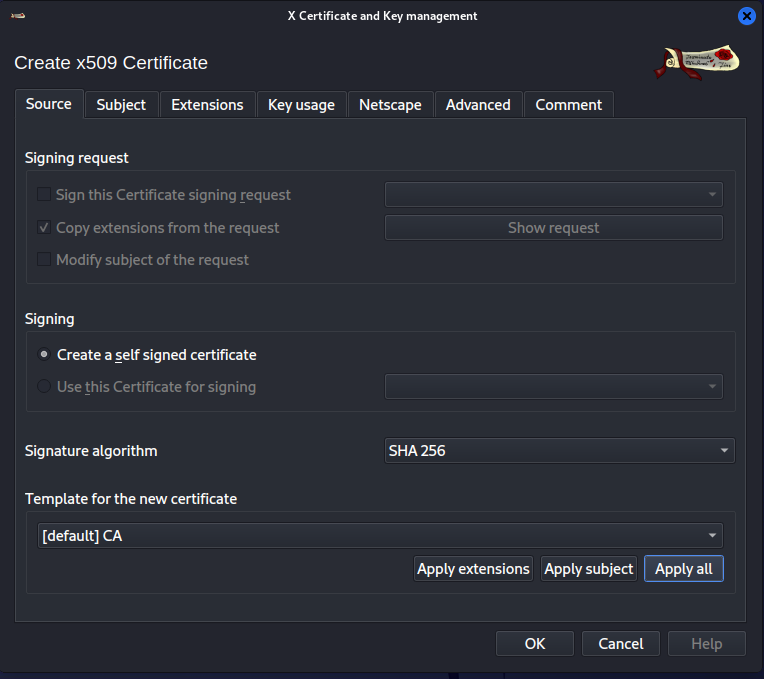 X Certificate and Key management
Create x509 Certificate
Source Subject Extensions Key usage Netscape Advanced Comment
Signing request
Sign this Certificate signing request
Copy extensions from the request Show request
Modify subject of the request
Signing
Create a self signed certificate
Use this Certificate for signing
Signature algorithm SHA 256
Template for the new certificate
[default] CA
Apply extensions Apply subject Apply all
OK Cancel Help